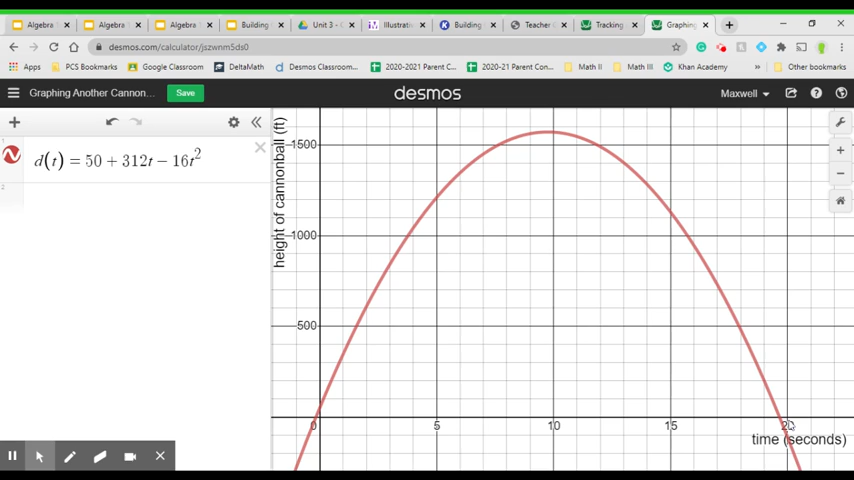 Algebra
Algebra
Algebra
Building
Unit 3 -
Illustrativ
Building
Teacher
Tracking
Graphing
desmos.com/calculator/jszwnm5ds0
Apps PCS Bookmarks Google Classroom DeltaMath Desmos Classroom... 2020-2021 Parent C... 2020-21 Parent Con... Math II Math III Khan Academy » Other bookmarks
Graphing Another Cannon... Save desmos Maxwell
1
d(t) = 50 + 312t − 16t²
2
height of cannonball (ft)
1500
1000
500
0 5 10 15 20
time (seconds)